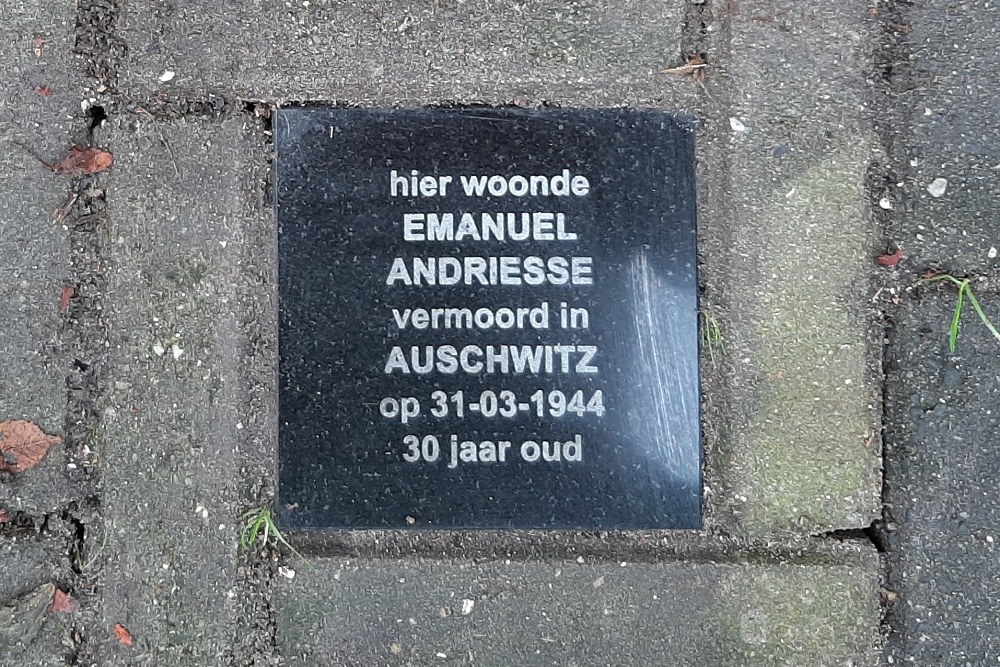 hier woonde
EMANUEL
ANDRIESSE
vermoord in
AUSCHWITZ
op 31-03-1944
30 jaar oud